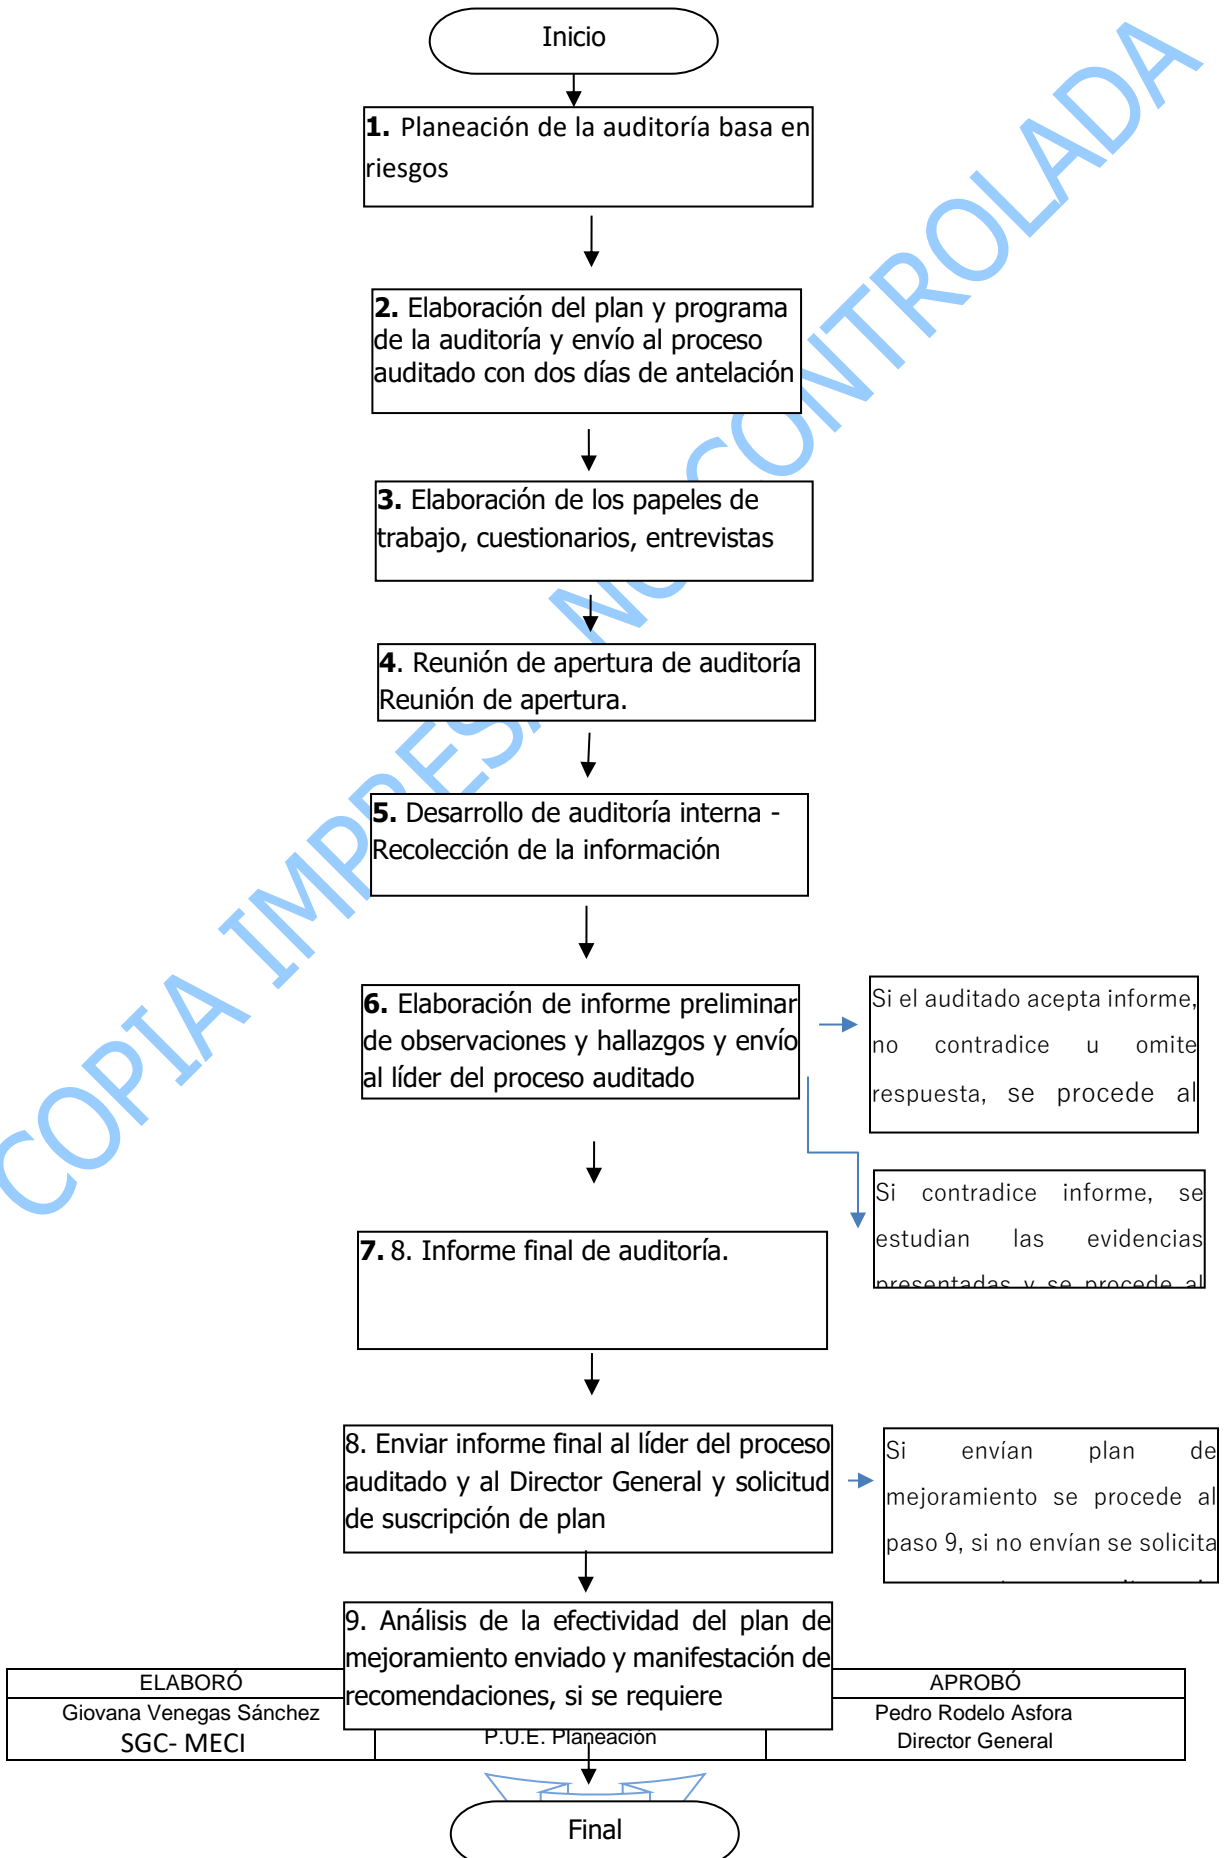 Inicio
1. Planeación de la auditoría basa en
riesgos
2. Elaboración del plan y programa
de la auditoría y envío al proceso
auditado con dos días de antelación
3. Elaboración de los papeles de
trabajo, cuestionarios, entrevistas
4. Reunión de apertura de auditoría
Reunión de apertura.
5. Desarrollo de auditoría interna -
Recolección de la información
6. Elaboración de informe preliminar
de observaciones y hallazgos y envío
al líder del proceso auditado
Si el auditado acepta informe,
no contradice u omite
respuesta, se procede al
Si contradice informe, se
estudian las evidencias
presentadas y se procede al
7. 8. Informe final de auditoría.
8. Enviar informe final al líder del proceso
auditado y al Director General y solicitud
de suscripción de plan
Si envían plan de
mejoramiento se procede al
paso 9, si no envían se solicita
9. Análisis de la efectividad del plan de
mejoramiento enviado y manifestación de
recomendaciones, si se requiere
ELABORÓ
Giovana Venegas Sánchez
SGC- MECI
P.U.E. Planeación
APROBÓ
Pedro Rodelo Asfora
Director General
Final
COPIA IMPRESA NO CONTROLADA